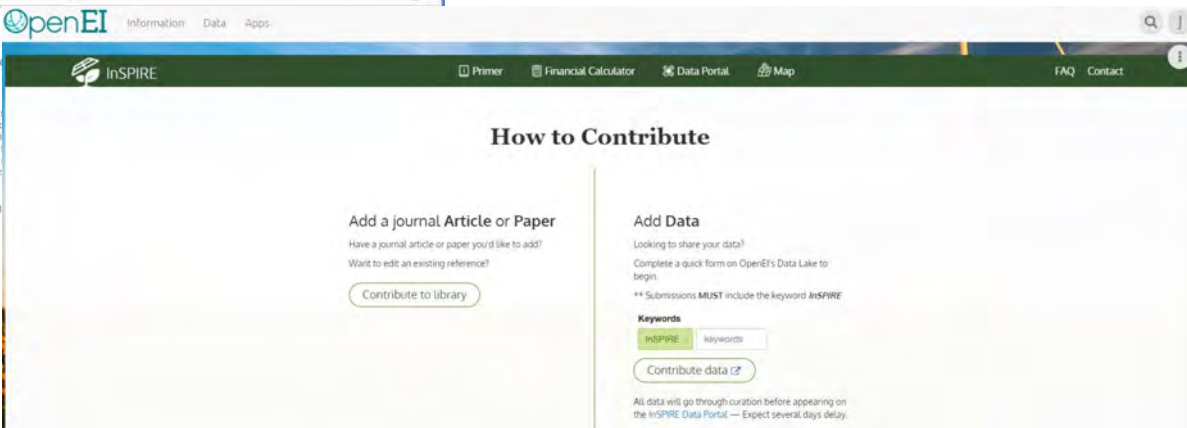 OpenEI Information Data Apps
J
InSPIRE Primer Financial Calculator Data Portal Map FAQ Contact
How to Contribute
Add a journal Article or Paper
Have a journal article or paper you'd like to add?
Want to edit an existing reference?
Contribute to library
Add Data
Looking to share your data?
Complete a quick form on OpenEI's Data Lake to
begin.
** Submissions MUST include the keyword InSPIRE
Keywords
InSPIRE keywords
Contribute data
All data will go through curation before appearing on
the InSPIRE Data Portal — Expect several days delay.